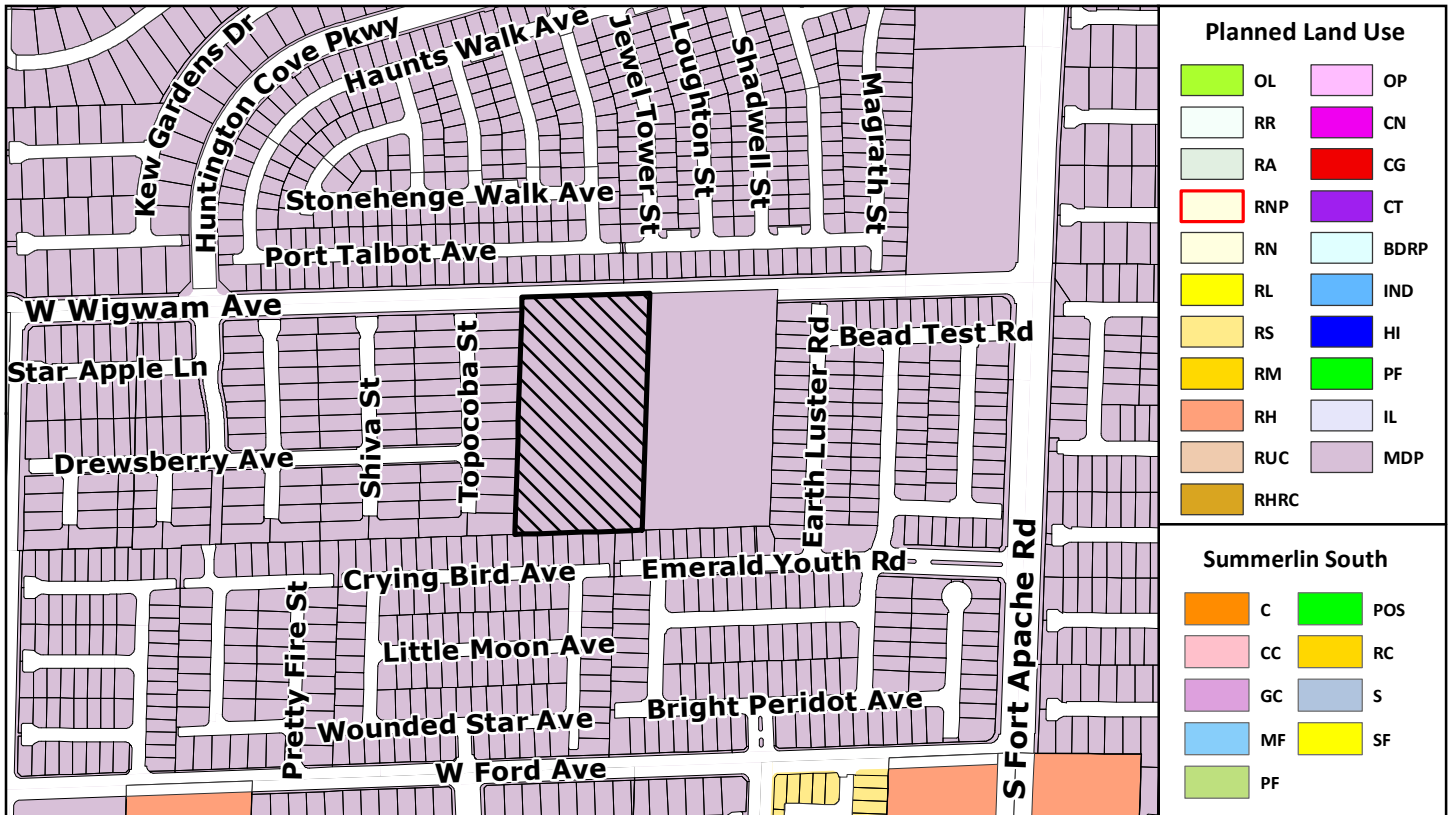 Kew Gardens Dr
Huntington Cove Pkwy
Haunts Walk Ave
Jewel Tower St
Loughton St
Shadwell St
Magrath St
Stonehenge Walk Ave
Port Talbot Ave
W Wigwam Ave
Star Apple Ln
Shiva St
Topocoba St
Earth Luster Rd
Bead Test Rd
Drewsberry Ave
Crying Bird Ave
Emerald Youth Rd
Pretty Fire St
Little Moon Ave
Wounded Star Ave
Bright Peridot Ave
W Ford Ave
S Fort Apache Rd
Planned Land Use
OL OP
RR CN
RA CG
RNP CT
RN BDRP
RL IND
RS HI
RM PF
RH IL
RUC MDP
RHRC
Summerlin South
C POS
CC RC
GC S
MF SF
PF